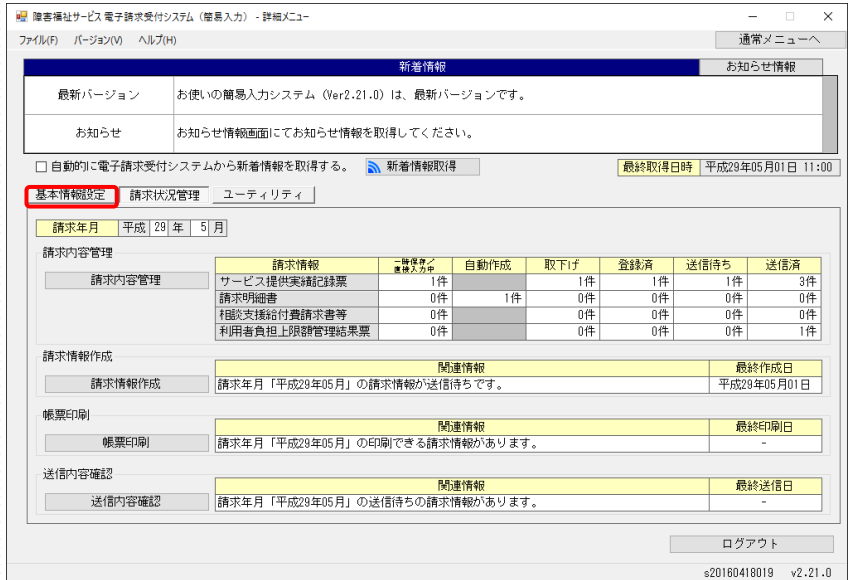 障害福祉サービス 電子請求受付システム（簡易入力） - 詳細メニュー
ファイル(F) バージョン(V) ヘルプ(H) 通常メニューへ
新着情報 お知らせ情報
最新バージョン お使いの簡易入力システム（Ver2.21.0）は、最新バージョンです。
お知らせ お知らせ情報画面にてお知らせ情報を取得してください。
自動的に電子請求受付システムから新着情報を取得する。 新着情報取得 最終取得日時 平成29年05月01日 11:00
基本情報設定 請求状況管理 ユーティリティ
請求年月 平成 29 年 5 月
請求内容管理
請求情報 一時保存／直接入力中 自動作成 取下げ 登録済 送信待ち 送信済
請求内容管理 サービス提供実績記録票 1件 1件 1件 1件 3件
請求明細書 0件 1件 0件 0件 0件 0件
相談支援給付費請求書等 0件 0件 0件 0件 0件
利用者負担上限額管理結果票 0件 0件 0件 0件 1件
請求情報作成
関連情報 最終作成日
請求情報作成 請求年月「平成29年05月」の請求情報が送信待ちです。 平成29年05月01日
帳票印刷
関連情報 最終印刷日
帳票印刷 請求年月「平成29年05月」の印刷できる請求情報があります。 -
送信内容確認
関連情報 最終送信日
送信内容確認 請求年月「平成29年05月」の送信待ちの請求情報があります。 -
ログアウト
s20160418019 v2.21.0